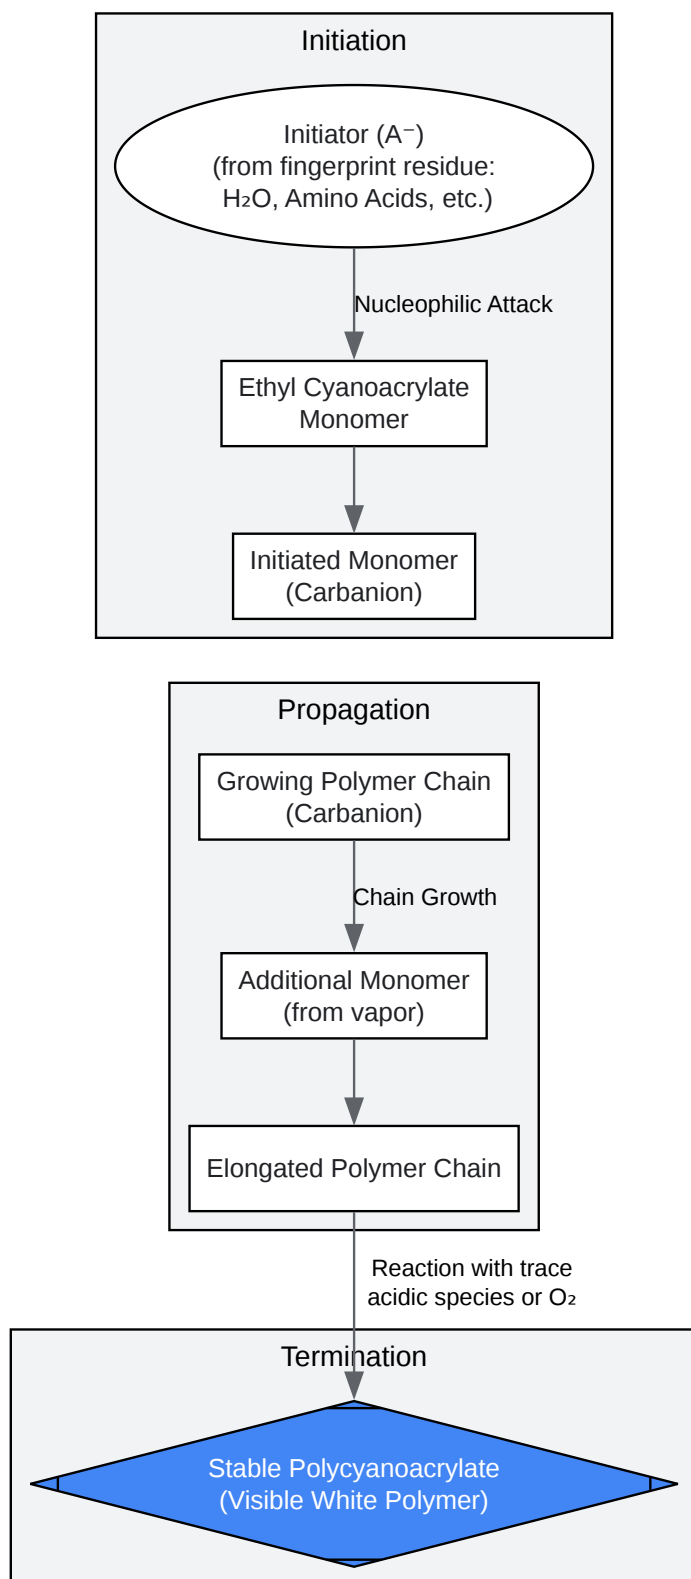 Initiation
Initiator (A⁻)
(from fingerprint residue:
H₂O, Amino Acids, etc.)
Nucleophilic Attack
Ethyl Cyanoacrylate
Monomer
Initiated Monomer
(Carbanion)
Propagation
Growing Polymer Chain
(Carbanion)
Chain Growth
Additional Monomer
(from vapor)
Elongated Polymer Chain
Reaction with trace
acidic species or O₂
Termination
Stable Polycyanoacrylate
(Visible White Polymer)